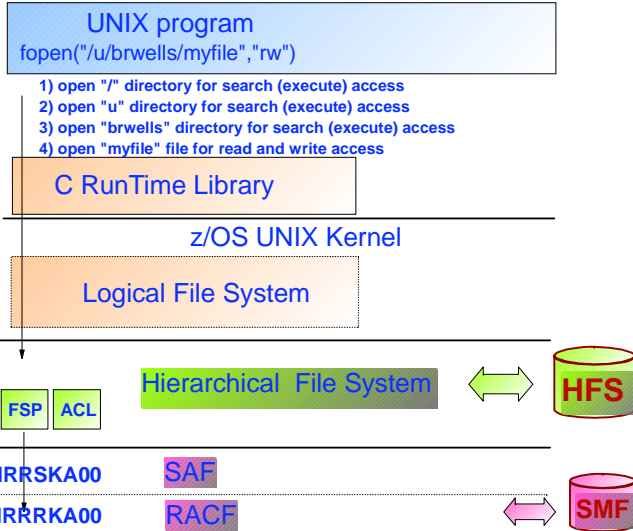 UNIX program
fopen("/u/brwells/myfile","rw")
1) open "/" directory for search (execute) access
2) open "u" directory for search (execute) access
3) open "brwells" directory for search (execute) access
4) open "myfile" file for read and write access
C RunTime Library
z/OS UNIX Kernel
Logical File System
Hierarchical File System
HFS
FSP ACL
IRRSKA00 SAF
IRRRKA00 RACF
SMF